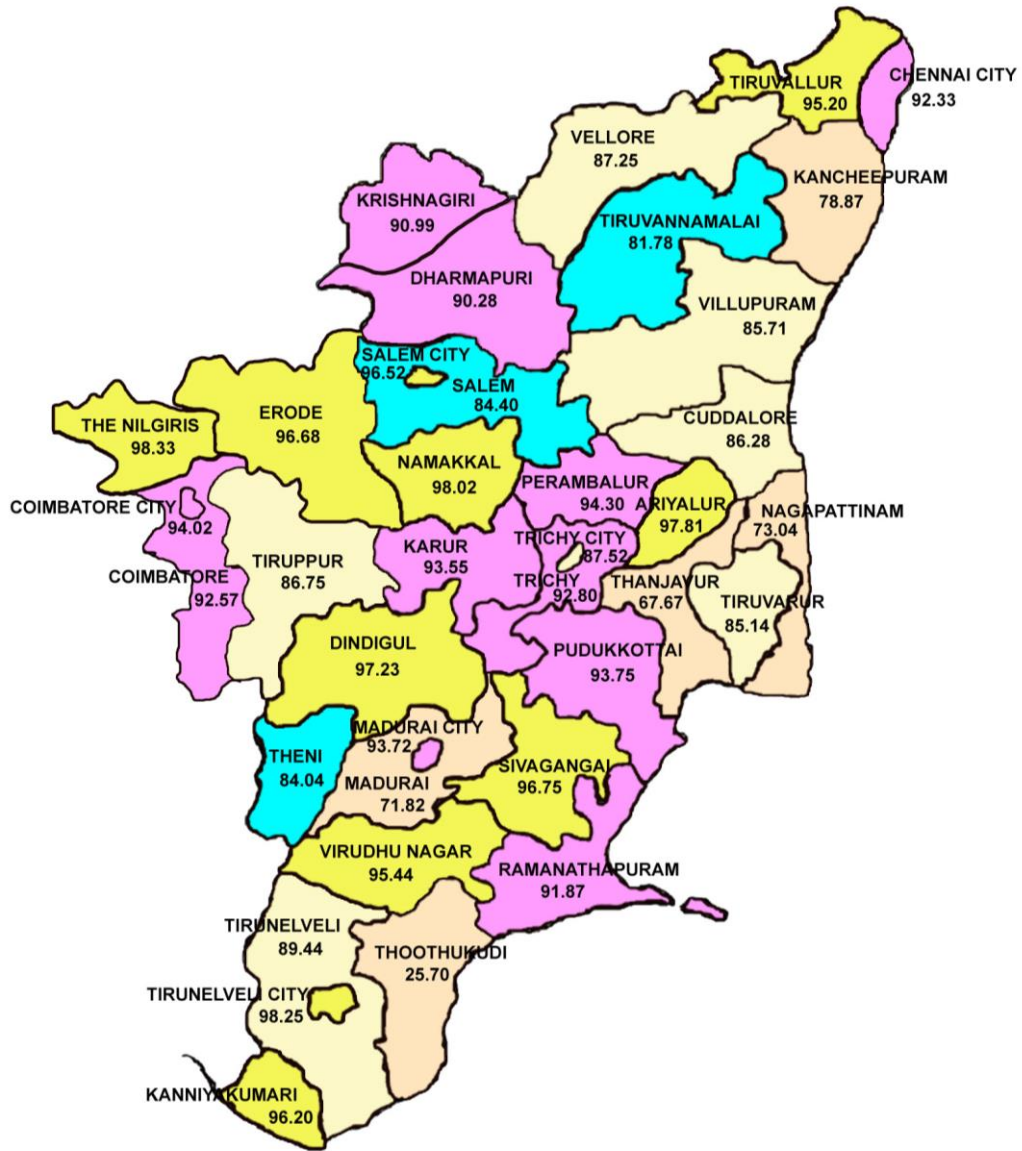 TIRUVALLUR
95.20
CHENNAI CITY
92.33
VELLORE
87.25
KANCHEEPURAM
78.87
KRISHNAGIRI
90.99
TIRUVANNAMALAI
81.78
DHARMAPURI
90.28
VILLUPURAM
85.71
SALEM CITY
96.52
SALEM
84.40
THE NILGIRIS
98.33
ERODE
96.68
CUDDALORE
86.28
NAMAKKAL
98.02
PERAMBALUR
94.30
ARIYALUR
97.81
NAGAPATTINAM
73.04
COIMBATORE CITY
94.02
TRICHY CITY
87.52
KARUR
93.55
TIRUPPUR
86.75
COIMBATORE
92.57
TRICHY
92.80
THANJAVUR
67.67
TIRUVARUR
85.14
DINDIGUL
97.23
PUDUKKOTTAI
93.75
MADURAI CITY
93.72
THENI
84.04
MADURAI
71.82
SIVAGANGAI
96.75
VIRUDHU NAGAR
95.44
RAMANATHAPURAM
91.87
TIRUNELVELI
89.44
THOOTHUKUDI
25.70
TIRUNELVELI CITY
98.25
KANNIYAKUMARI
96.20